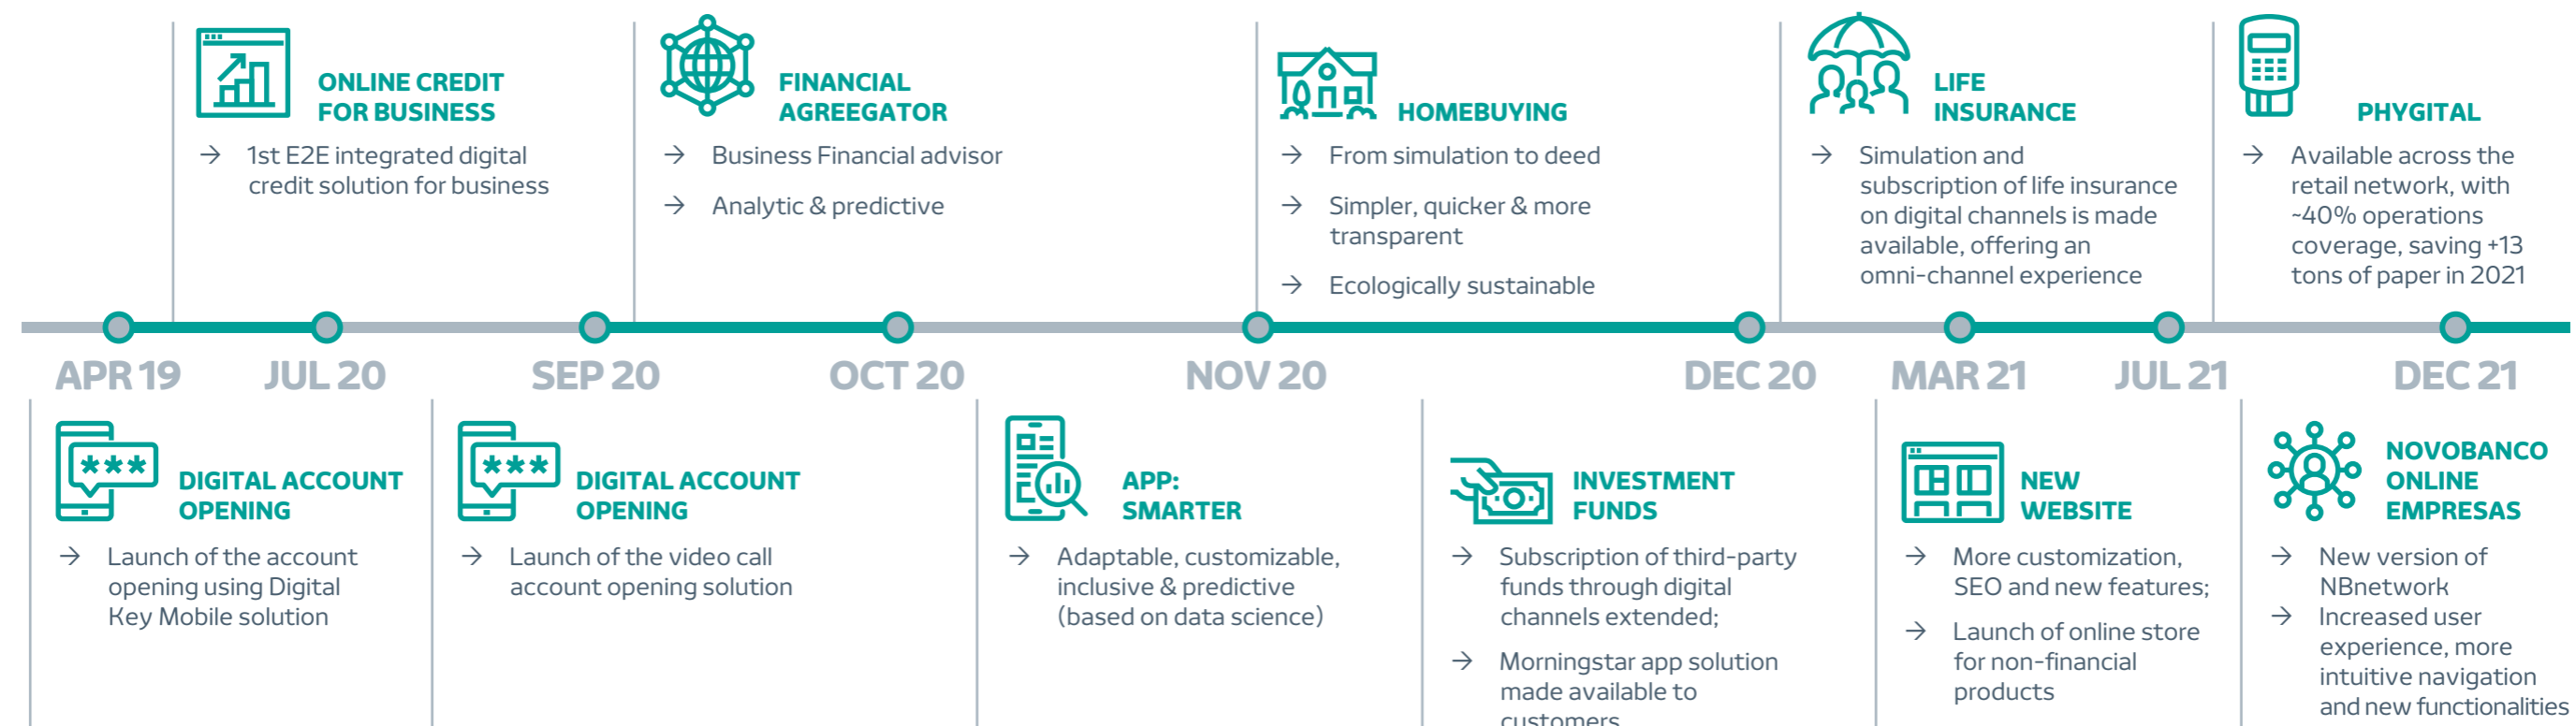 ONLINE CREDIT
FOR BUSINESS
→ 1st E2E integrated digital
credit solution for business
FINANCIAL
AGREEGATOR
→ Business Financial advisor
→ Analytic & predictive
HOMEBUYING
→ From simulation to deed
→ Simpler, quicker & more
transparent
→ Ecologically sustainable
LIFE
INSURANCE
→ Simulation and
subscription of life insurance
on digital channels is made
available, offering an
omni-channel experience
PHYGITAL
→ Available across the
retail network, with
~40% operations
coverage, saving +13
tons of paper in 2021
APR 19
JUL 20
SEP 20
OCT 20
NOV 20
DEC 20
MAR 21
JUL 21
DEC 21
***
DIGITAL ACCOUNT
OPENING
→ Launch of the account
opening using Digital
Key Mobile solution
***
DIGITAL ACCOUNT
OPENING
→ Launch of the video call
account opening solution
APP:
SMARTER
→ Adaptable, customizable,
inclusive & predictive
(based on data science)
INVESTMENT
FUNDS
→ Subscription of third-party
funds through digital
channels extended;
→ Morningstar app solution
made available to
customers
NEW
WEBSITE
→ More customization,
SEO and new features;
→ Launch of online store
for non-financial
products
NOVOBANCO
ONLINE
EMPRESAS
→ New version of
NBnetwork
→ Increased user
experience, more
intuitive navigation
and new functionalities